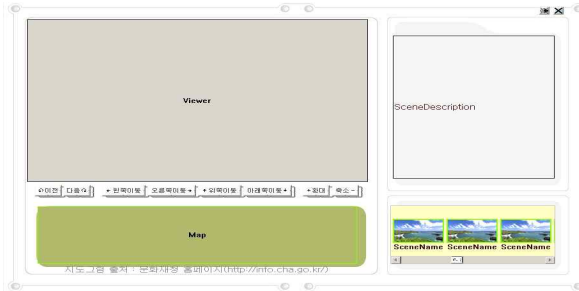 Viewer
SceneDescription
이전 다음 왼쪽이동 오른쪽이동 위쪽이동 아래쪽이동 확대 축소
Map
SceneName SceneName SceneName
지도그림 출처 : 문화재청 홈페이지(http://info.cha.go.kr/)